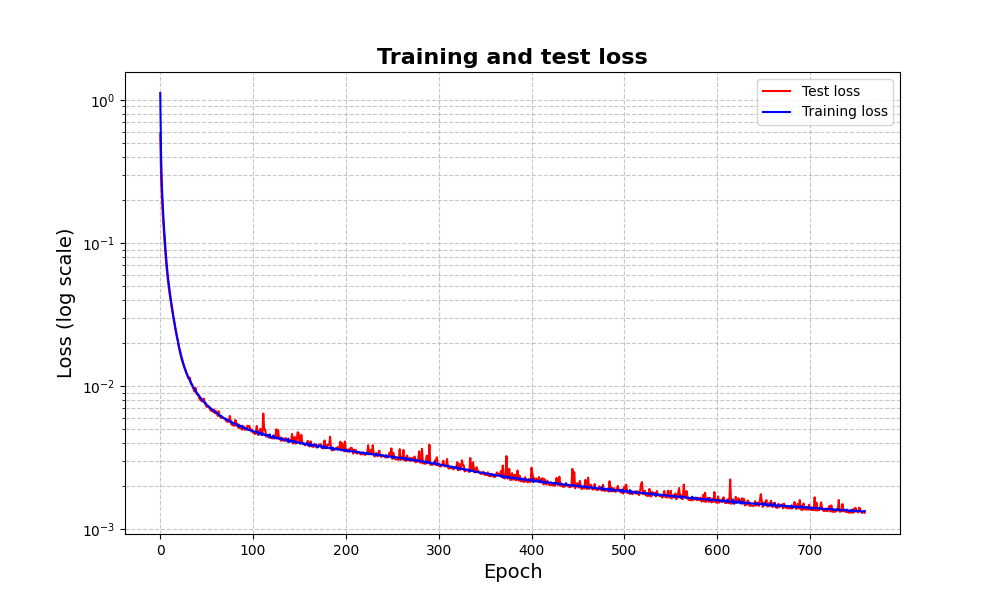 Training and test loss
Test loss
Training loss
Loss (log scale)
10⁰
10⁻¹
10⁻²
10⁻³
0 100 200 300 400 500 600 700
Epoch